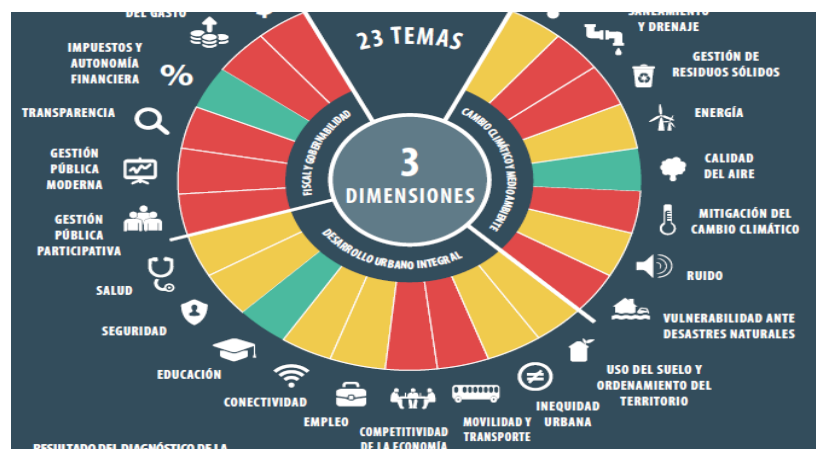 DEL GASTO
IMPUESTOS Y
AUTONOMÍA
FINANCIERA
%
TRANSPARENCIA
GESTIÓN
PÚBLICA
MODERNA
GESTIÓN
PÚBLICA
PARTICIPATIVA
SALUD
SEGURIDAD
EDUCACIÓN
CONECTIVIDAD
EMPLEO
COMPETITIVIDAD
DE LA ECONOMÍA
MOVILIDAD Y
TRANSPORTE
INEQUIDAD
URBANA
USO DEL SUELO Y
ORDENAMIENTO DEL
TERRITORIO
VULNERABILIDAD ANTE
DESASTRES NATURALES
RUIDO
MITIGACIÓN DEL
CAMBIO CLIMÁTICO
CALIDAD
DEL AIRE
ENERGÍA
GESTIÓN DE
RESIDUOS SÓLIDOS
SANEAMIENTO
Y DRENAJE
23 TEMAS
FISCAL Y GOBERNABILIDAD
CAMBIO CLIMÁTICO Y MEDIO AMBIENTE
DESARROLLO URBANO INTEGRAL
3
DIMENSIONES
RESULTADO DEL DIAGNÓSTICO DE LA